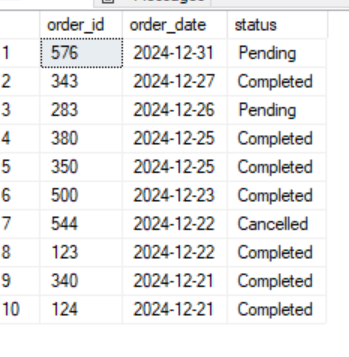 order_id order_date status
1 576 2024-12-31 Pending
2 343 2024-12-27 Completed
3 283 2024-12-26 Pending
4 380 2024-12-25 Completed
5 350 2024-12-25 Completed
6 500 2024-12-23 Completed
7 544 2024-12-22 Cancelled
8 123 2024-12-22 Completed
9 340 2024-12-21 Completed
10 124 2024-12-21 Completed